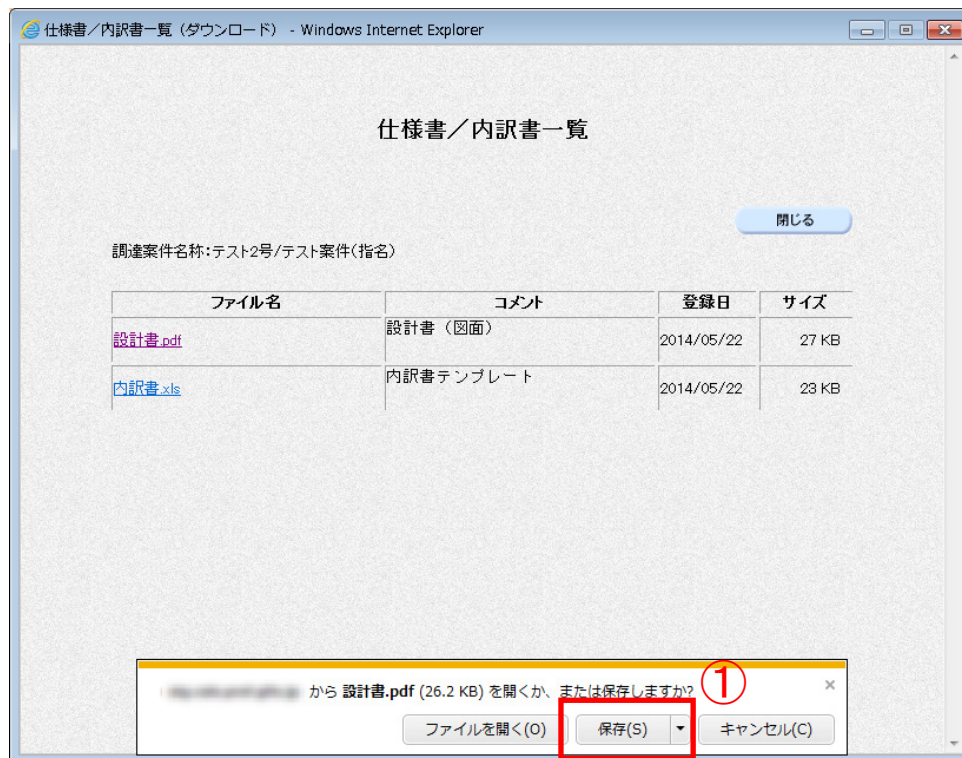 仕様書／内訳書一覧（ダウンロード） - Windows Internet Explorer
仕様書／内訳書一覧
閉じる
調達案件名称:テスト2号/テスト案件(指名)
ファイル名 コメント 登録日 サイズ
設計書.pdf 設計書（図面） 2014/05/22 27 KB
内訳書.xls 内訳書テンプレート 2014/05/22 23 KB
から 設計書.pdf (26.2 KB) を開くか、または保存しますか?
①
ファイルを開く(O) 保存(S) キャンセル(C)